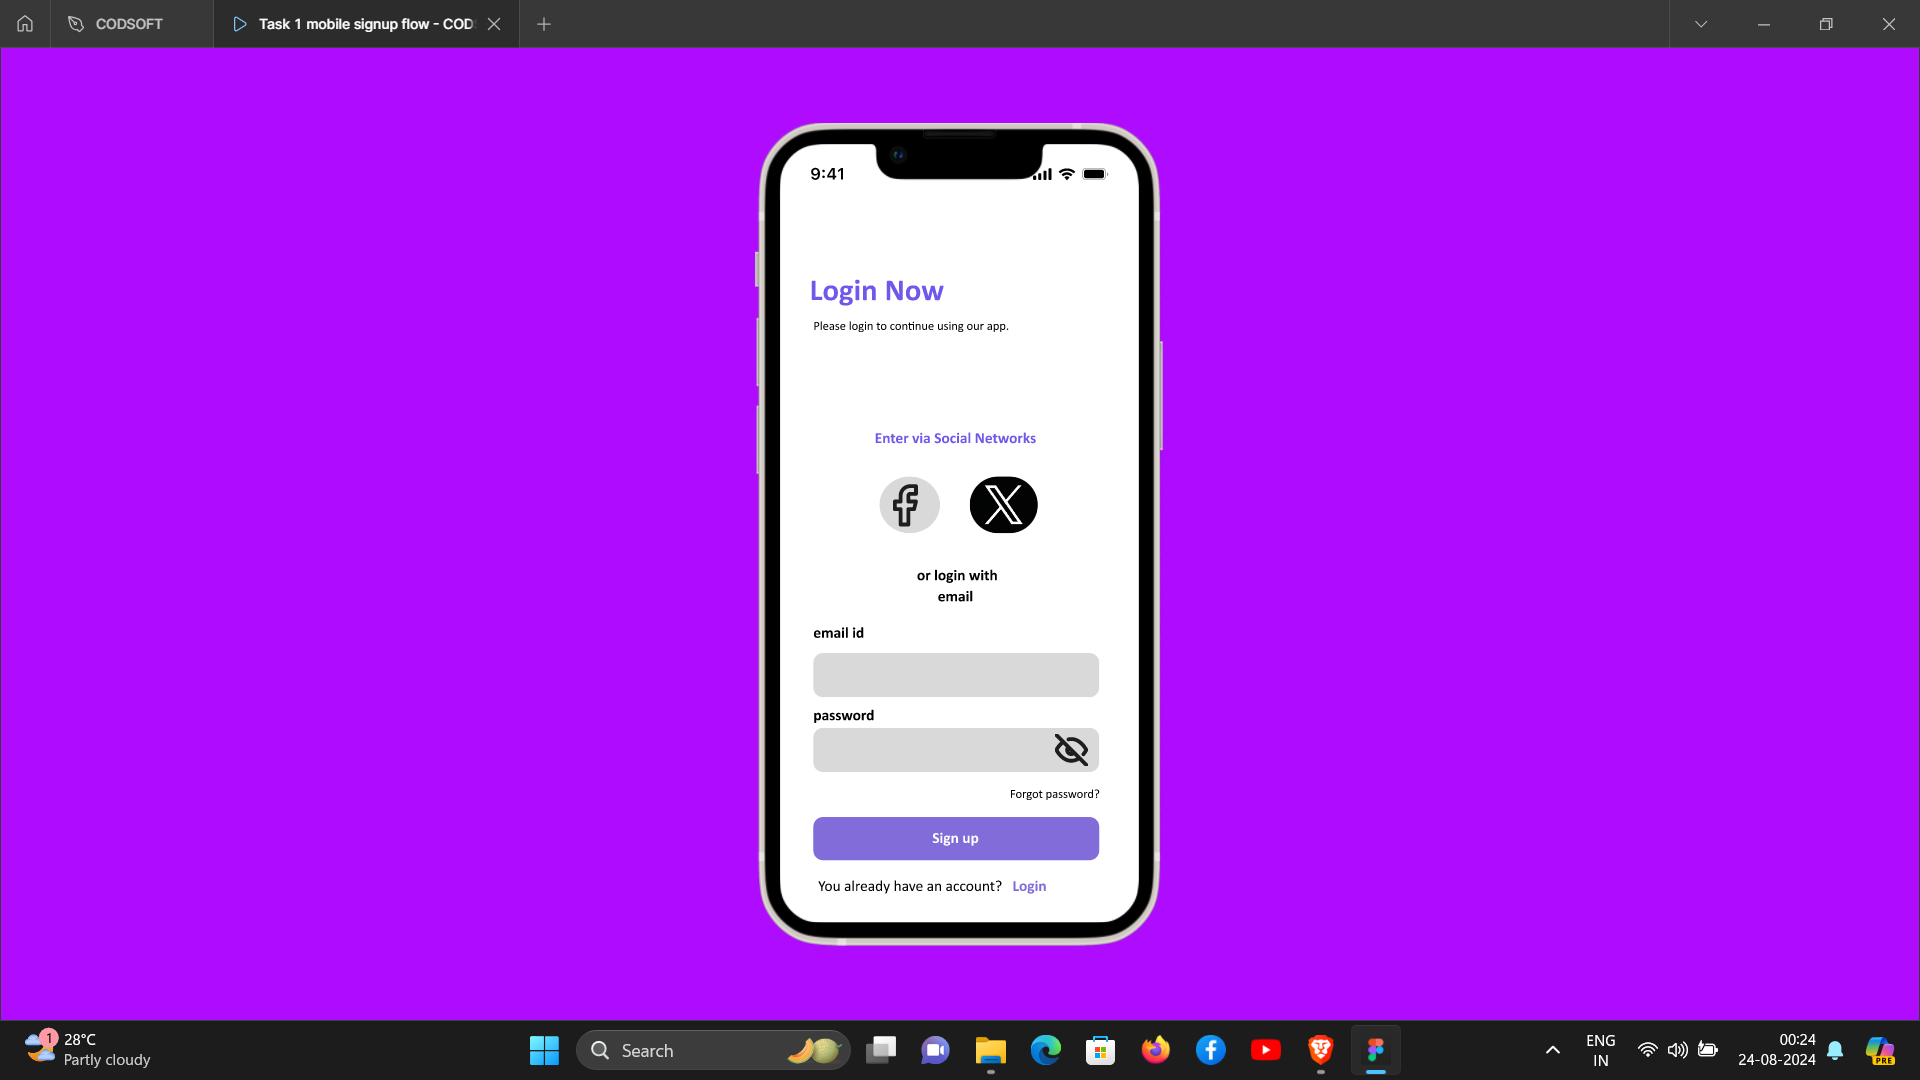 CODSOFT
Task 1 mobile signup flow - COD
9:41
Login Now
Please login to continue using our app.
Enter via Social Networks
or login with
email
email id
password
Forgot password?
Sign up
You already have an account? Login
1
28°C
Partly cloudy
Search
ENG
IN
00:24
24-08-2024
PRE